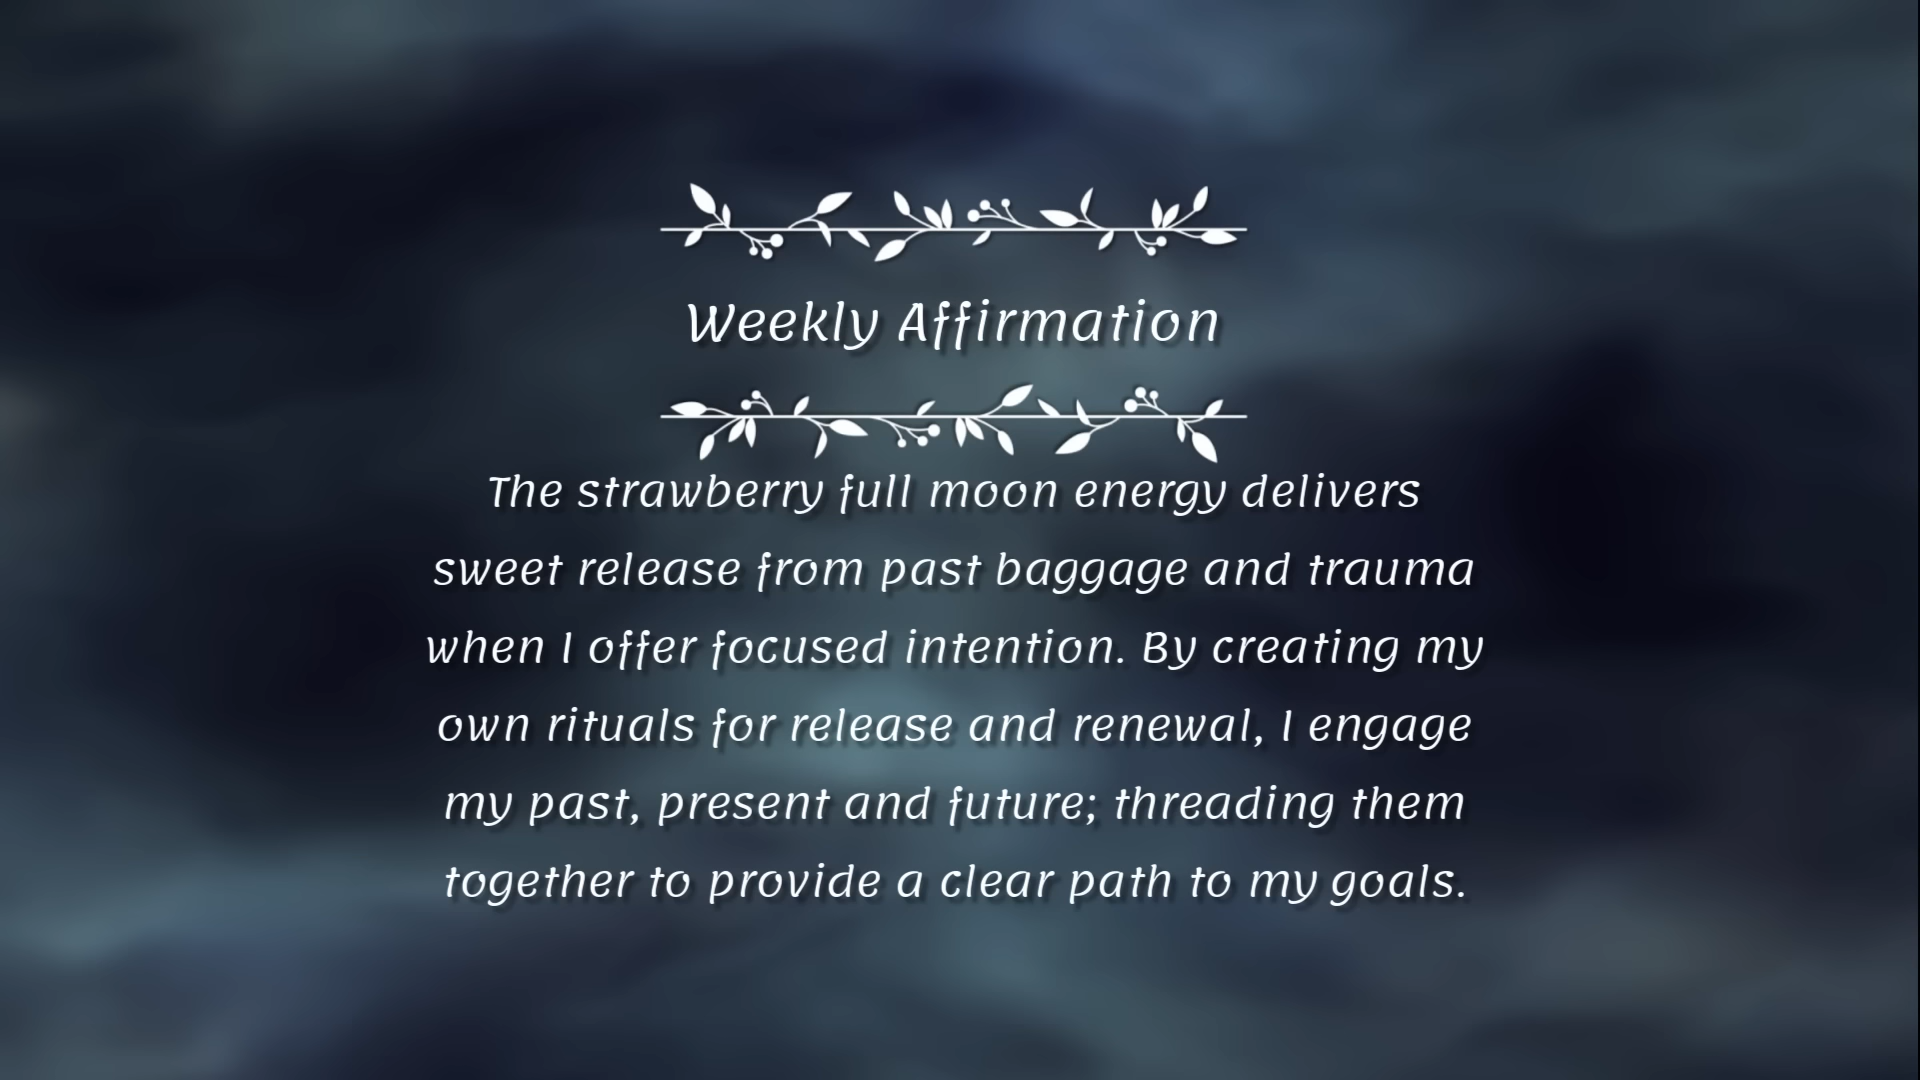 Weekly Affirmation
The strawberry full moon energy delivers
sweet release from past baggage and trauma
when I offer focused intention. By creating my
own rituals for release and renewal, I engage
my past, present and future; threading them
together to provide a clear path to my goals.